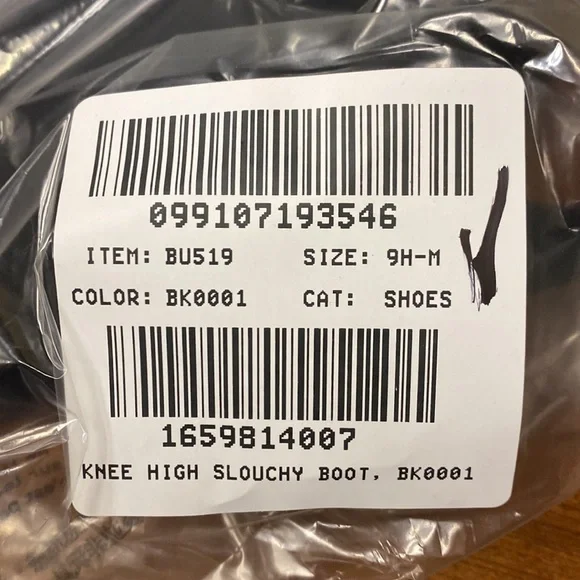 099107193546
ITEM: BU519 SIZE: 9H-M
COLOR: BK0001 CAT: SHOES
1659814007
KNEE HIGH SLOUCHY BOOT, BK0001